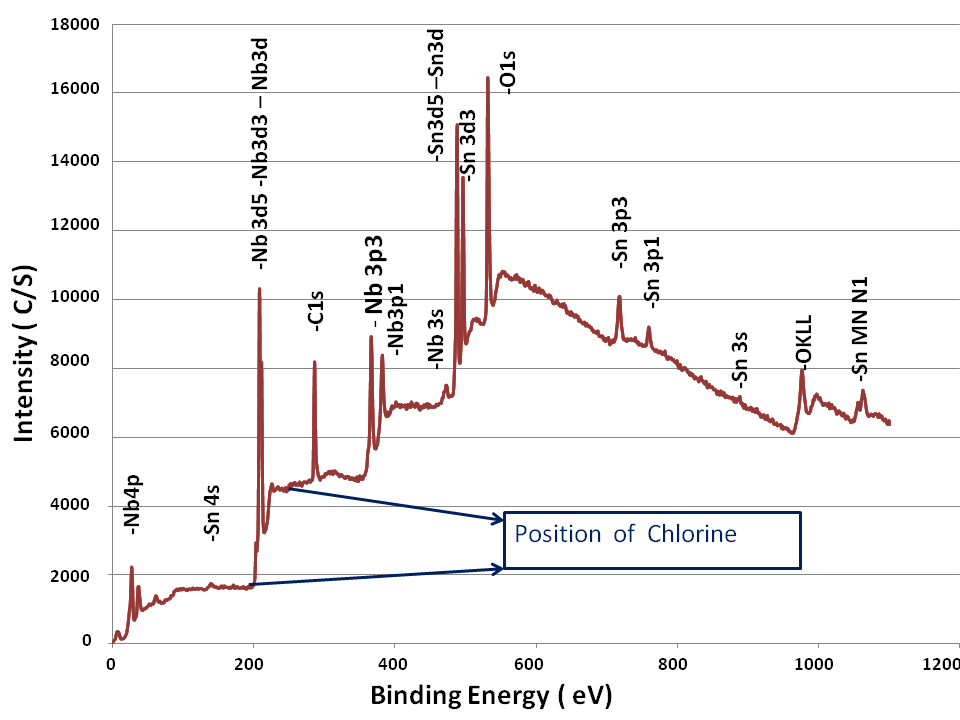 18000
16000
14000
12000
10000
8000
6000
4000
2000
0
Intensity ( C/S)
-Nb4p
-Sn 4s
-Nb 3d5 -Nb3d3 – Nb3d
-C1s
- Nb 3p3
-Nb3p1
-Nb 3s
-Sn3d5 –Sn3d
-Sn 3d3
-O1s
-Sn 3p3
-Sn 3p1
-Sn 3s
-OKLL
-Sn MN N1
Position of Chlorine
0
200
400
600
800
1000
1200
Binding Energy ( eV)